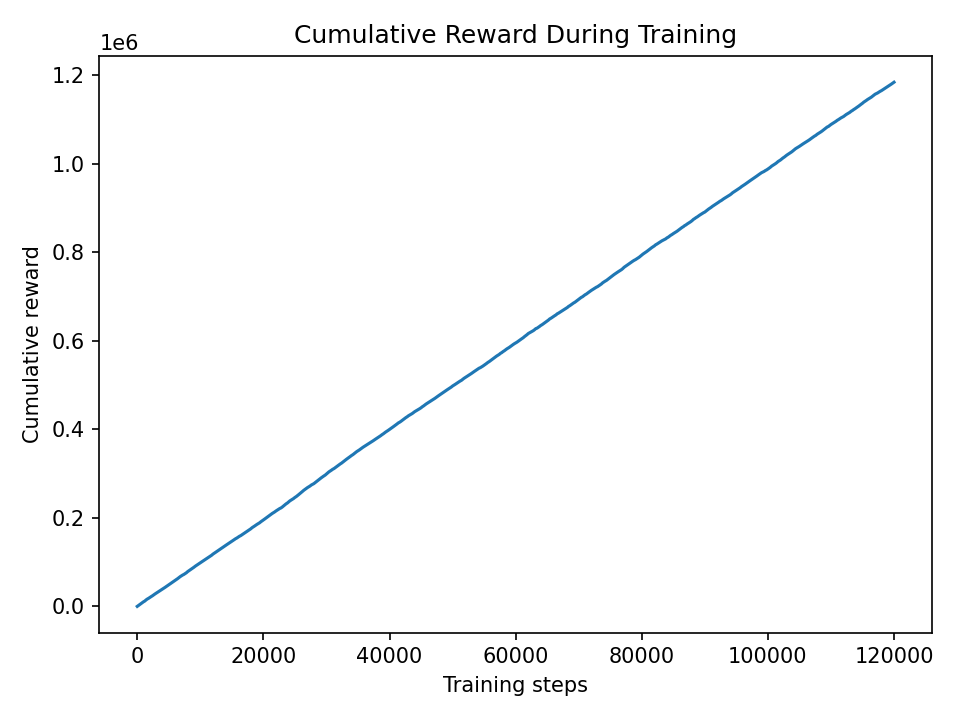 Cumulative Reward During Training
1e6
1.2
1.0
0.8
0.6
0.4
0.2
0.0
Cumulative reward
0 20000 40000 60000 80000 100000 120000
Training steps